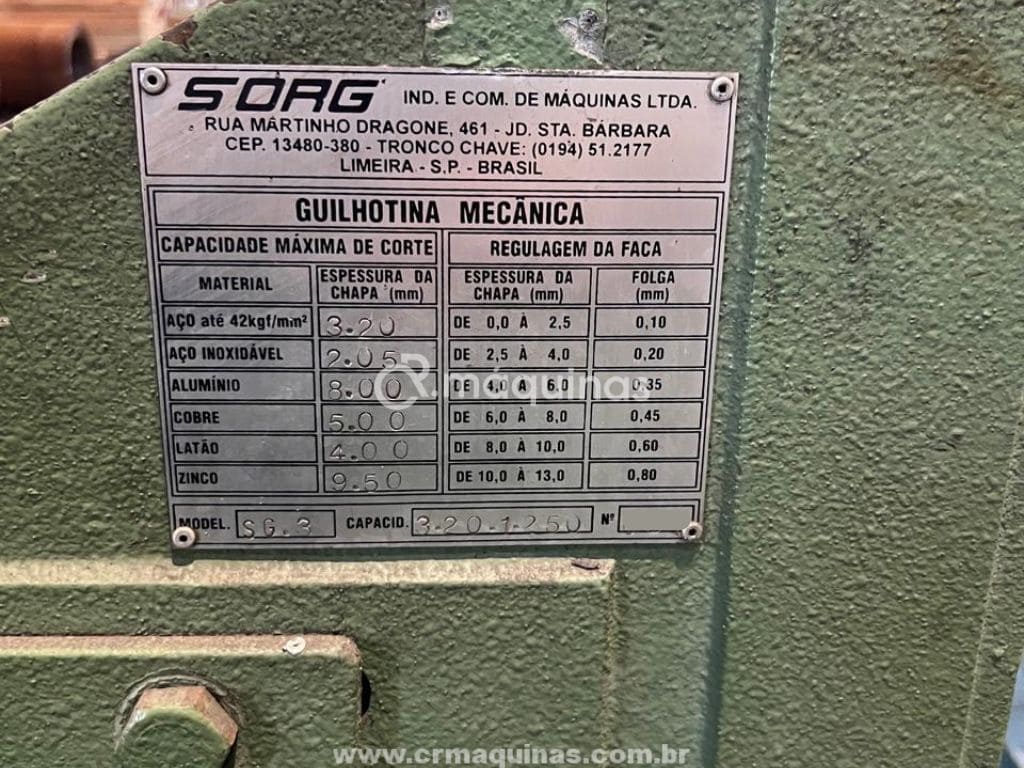 SORG IND. E COM. DE MÁQUINAS LTDA.
RUA MARTINHO DRAGONE, 461 - JD. STA. BÁRBARA
CEP. 13480-380 - TRONCO CHAVE: (0194) 51.2177
LIMEIRA - S.P. - BRASIL
GUILHOTINA MECÂNICA
CAPACIDADE MÁXIMA DE CORTE REGULAGEM DA FACA
MATERIAL ESPESSURA DA CHAPA (mm) ESPESSURA DA CHAPA (mm) FOLGA (mm)
AÇO até 42kgf/mm² 3.20 DE 0,0 À 2,5 0,10
AÇO INOXIDÁVEL 2.05 DE 2,5 À 4,0 0,20
ALUMÍNIO 8.00 DE 4,0 À 6,0 0,35
COBRE 5.00 DE 6,0 À 8,0 0,45
LATÃO 4.00 DE 8,0 À 10,0 0,60
ZINCO 9.50 DE 10,0 À 13,0 0,80
MODEL. SG.3 CAPACID. 3-20-1-250 Nº
CR máquinas
www.crmaquinas.com.br